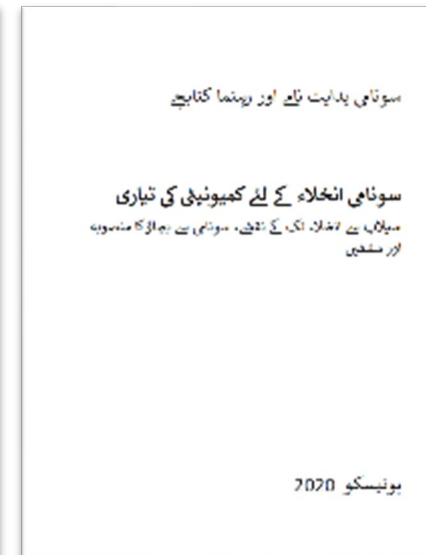 سونامی ہدایت نامے اور رہنما کتابچے
سونامی انخلاء کے لئے کمیونیٹی کی تیاری
سیلاب سے انخلاء تک کے نقشے، سونامی سے بچاؤ کا منصوبہ
اور مشقیں
یونیسکو 2020